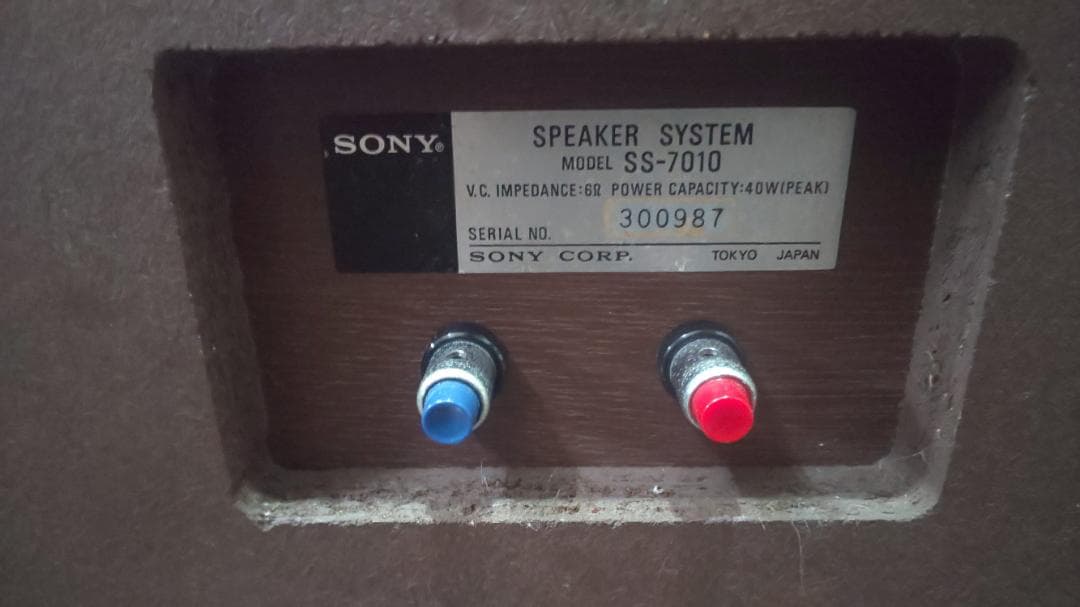 SONY®
SPEAKER SYSTEM
MODEL SS-7010
V.C. IMPEDANCE:6Ω POWER CAPACITY:40W(PEAK)
300987
SERIAL NO.
SONY CORP. TOKYO JAPAN